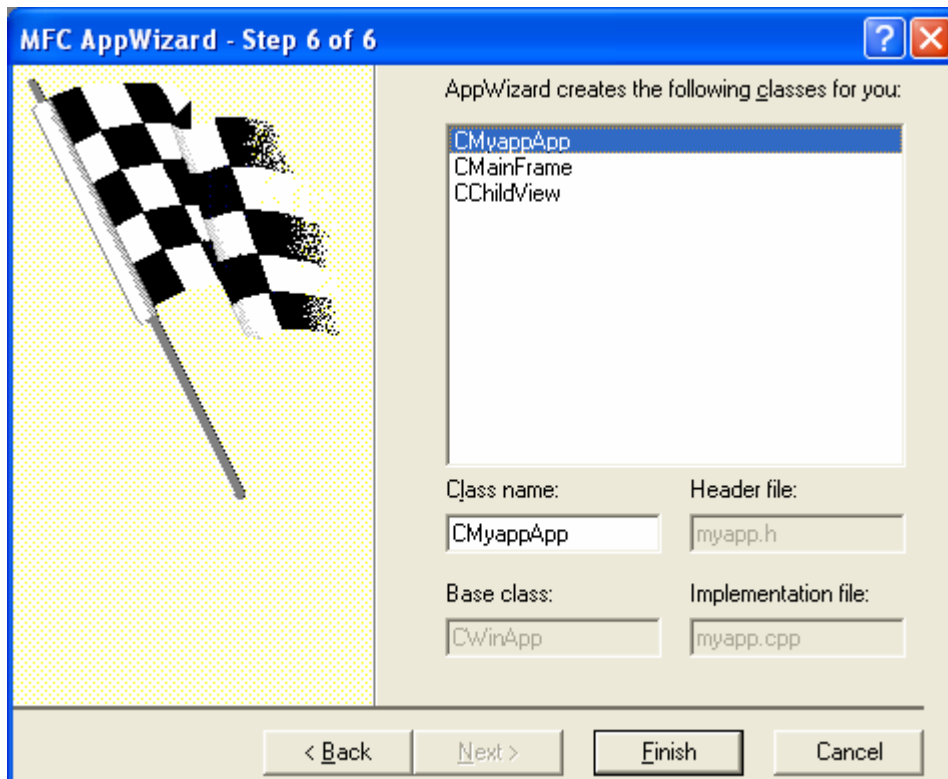 MFC AppWizard - Step 6 of 6
?
AppWizard creates the following classes for you:
CMyappApp
CMainFrame
CChildView
Class name:
Header file:
CMyappApp
myapp.h
Base class:
Implementation file:
CWinApp
myapp.cpp
< Back
Next >
Finish
Cancel